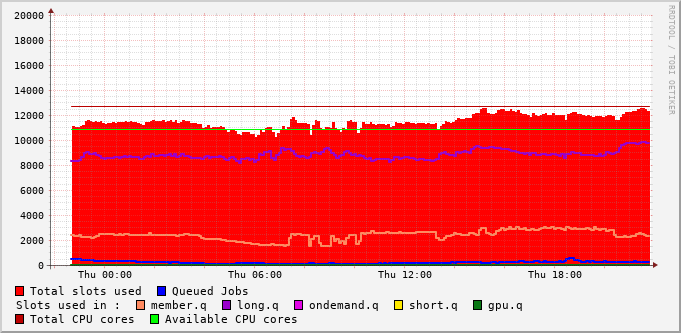 20000
18000
16000
14000
12000
10000
8000
6000
4000
2000
0
Thu 00:00 Thu 06:00 Thu 12:00 Thu 18:00
RRDTOOL / TOBI OETIKER
Total slots used Queued Jobs
Slots used in : member.q long.q ondemand.q short.q gpu.q
Total CPU cores Available CPU cores